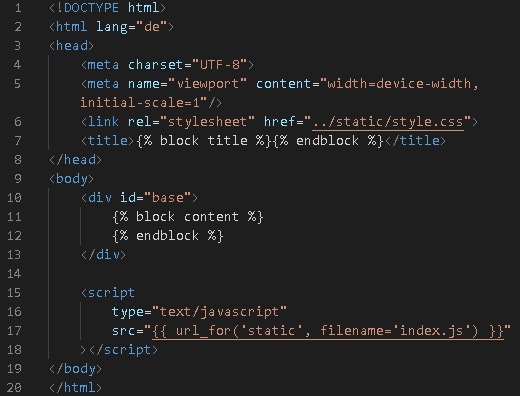 1 <!DOCTYPE html>
2 <html lang="de">
3 <head>
4 <meta charset="UTF-8">
5 <meta name="viewport" content="width=device-width,
initial-scale=1"/>
6 <link rel="stylesheet" href="../static/style.css">
7 <title>{% block title %}{% endblock %}</title>
8 </head>
9 <body>
10 <div id="base">
11 {% block content %}
12 {% endblock %}
13 </div>
14
15 <script
16 type="text/javascript"
17 src="{{ url_for('static', filename='index.js') }}"
18 ></script>
19 </body>
20 </html>